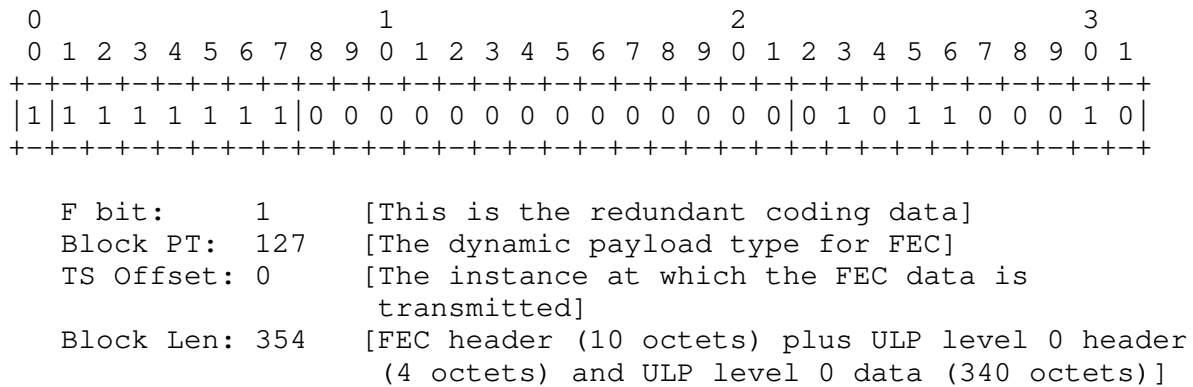 0                   1                   2                   3
 0 1 2 3 4 5 6 7 8 9 0 1 2 3 4 5 6 7 8 9 0 1 2 3 4 5 6 7 8 9 0 1
+-+-+-+-+-+-+-+-+-+-+-+-+-+-+-+-+-+-+-+-+-+-+-+-+-+-+-+-+-+-+-+-+
|1|1 1 1 1 1 1 1|0 0 0 0 0 0 0 0 0 0 0 0 0 0|0 1 0 1 1 0 0 0 1 0|
+-+-+-+-+-+-+-+-+-+-+-+-+-+-+-+-+-+-+-+-+-+-+-+-+-+-+-+-+-+-+-+-+
   F bit:     1     [This is the redundant coding data]
   Block PT:  127   [The dynamic payload type for FEC]
   TS Offset: 0     [The instance at which the FEC data is
                     transmitted]
   Block Len: 354   [FEC header (10 octets) plus ULP level 0 header
                     (4 octets) and ULP level 0 data (340 octets)]